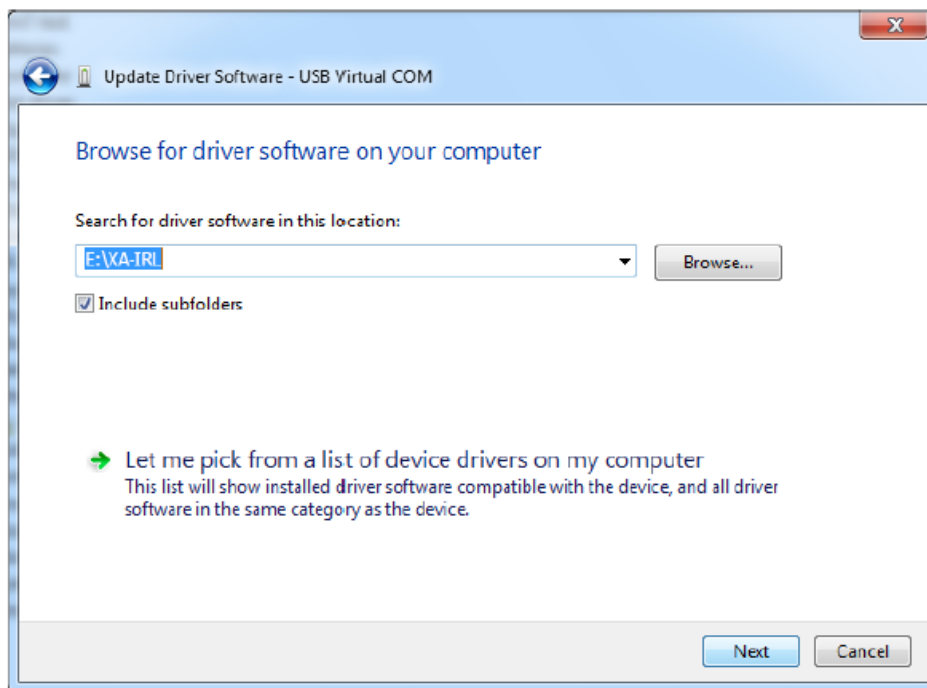 Update Driver Software - USB Virtual COM
Browse for driver software on your computer
Search for driver software in this location:
E:\XA-IRL
Browse...
Include subfolders
Let me pick from a list of device drivers on my computer
This list will show installed driver software compatible with the device, and all driver
software in the same category as the device.
Next
Cancel